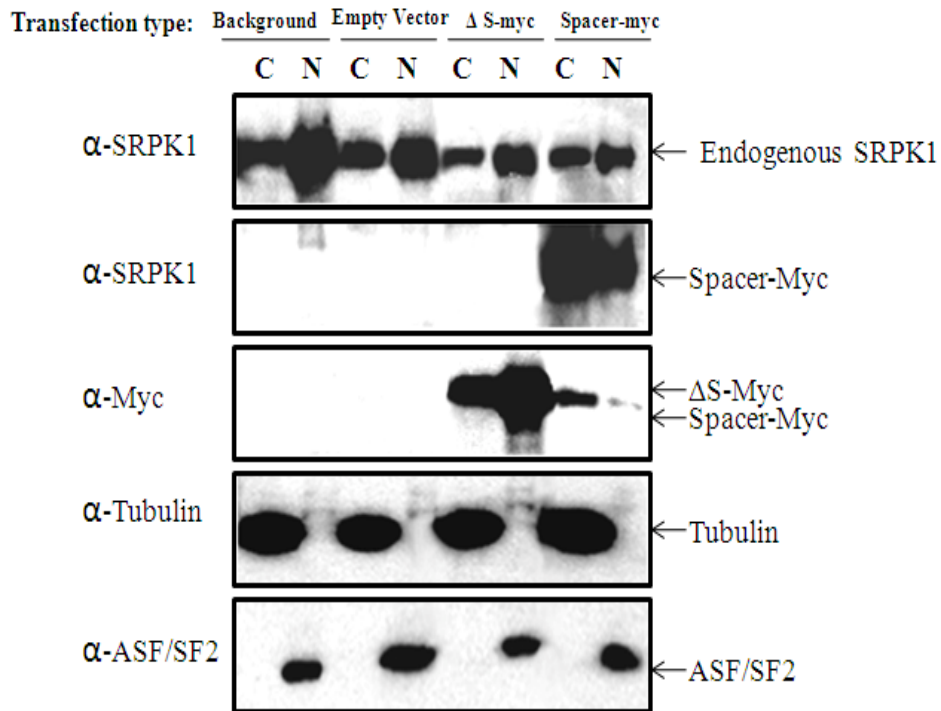 Transfection type: Background Empty Vector Δ S-myc Spacer-myc
C N C N C N C N
α-SRPK1 Endogenous SRPK1
α-SRPK1 Spacer-Myc
α-Myc ΔS-Myc
Spacer-Myc
α-Tubulin Tubulin
α-ASF/SF2 ASF/SF2